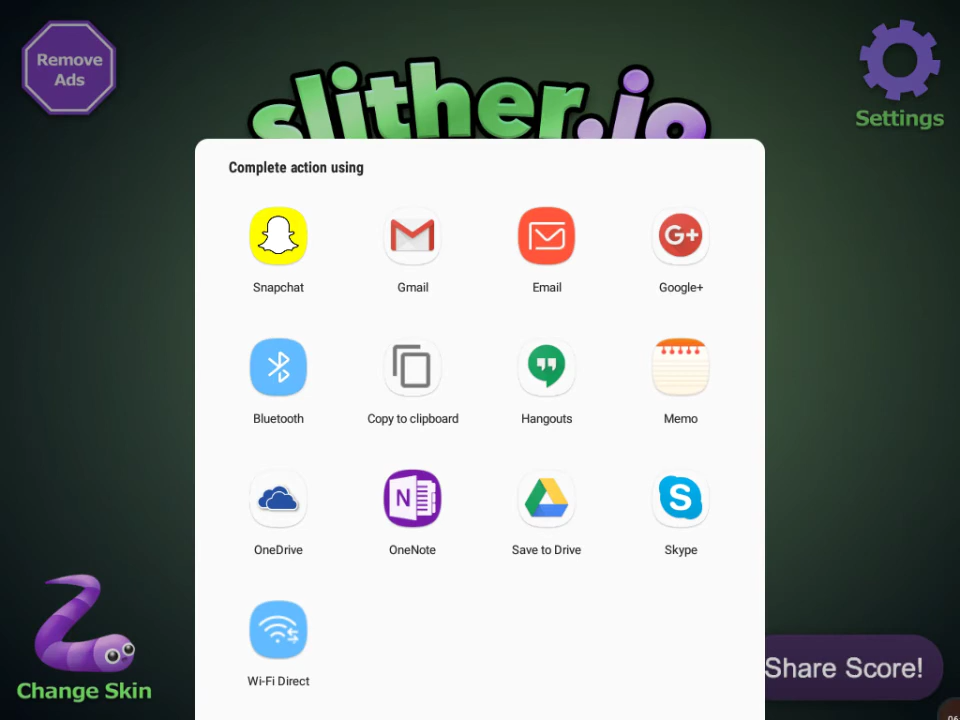 Remove
Ads
slither.io
Settings
Complete action using
Snapchat
Gmail
Email
G+
Google+
Bluetooth
Copy to clipboard
Hangouts
Memo
N
S
OneDrive
OneNote
Save to Drive
Skype
Wi-Fi Direct
Change Skin
Share Score!